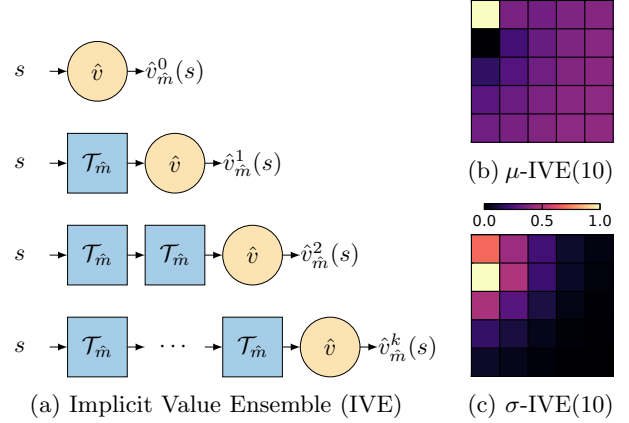 s v̂ v̂⁰_m̂(s)
s 𝒯_m̂ v̂ v̂¹_m̂(s)
s 𝒯_m̂ 𝒯_m̂ v̂ v̂²_m̂(s)
s 𝒯_m̂ ··· 𝒯_m̂ v̂ v̂ᵏ_m̂(s)
(a) Implicit Value Ensemble (IVE)
(b) μ-IVE(10)
0.0 0.5 1.0
(c) σ-IVE(10)